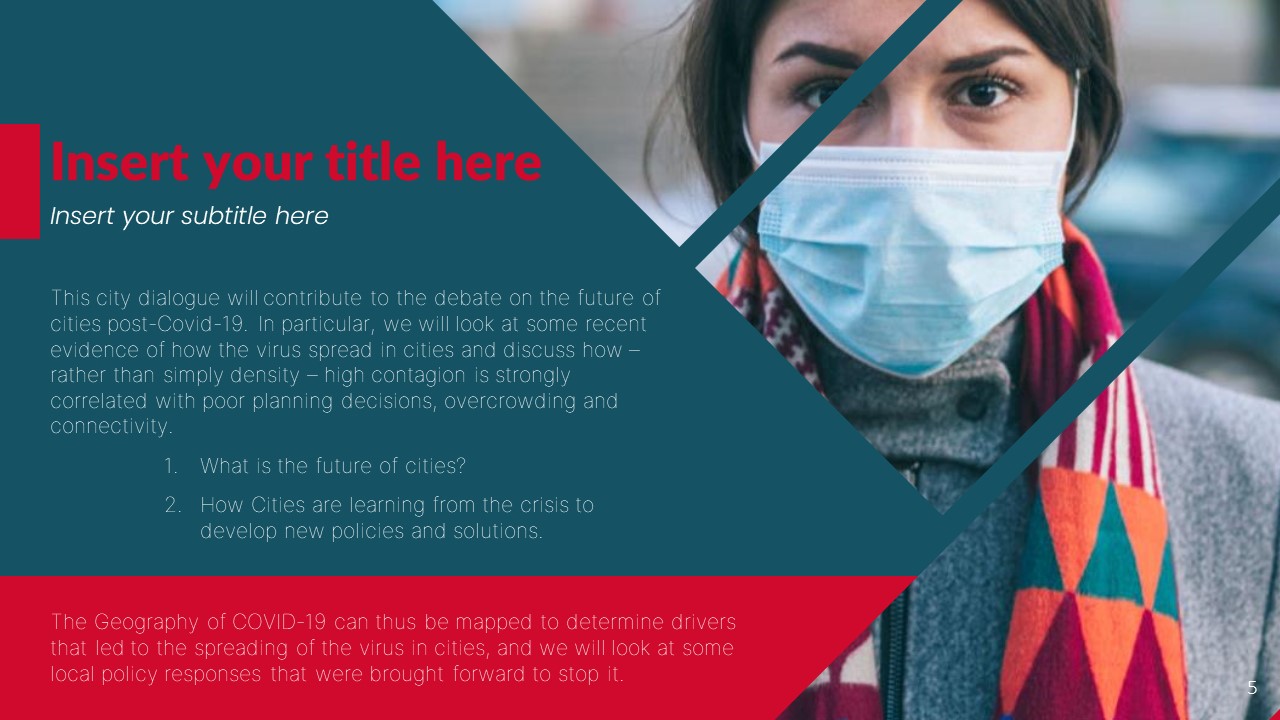 Insert your title here
Insert your subtitle here
This city dialogue will contribute to the debate on the future of
cities post-Covid-19. In particular, we will look at some recent
evidence of how the virus spread in cities and discuss how –
rather than simply density – high contagion is strongly
correlated with poor planning decisions, overcrowding and
connectivity.
1. What is the future of cities?
2. How Cities are learning from the crisis to
develop new policies and solutions.
The Geography of COVID-19 can thus be mapped to determine drivers
that led to the spreading of the virus in cities, and we will look at some
local policy responses that were brought forward to stop it.
5